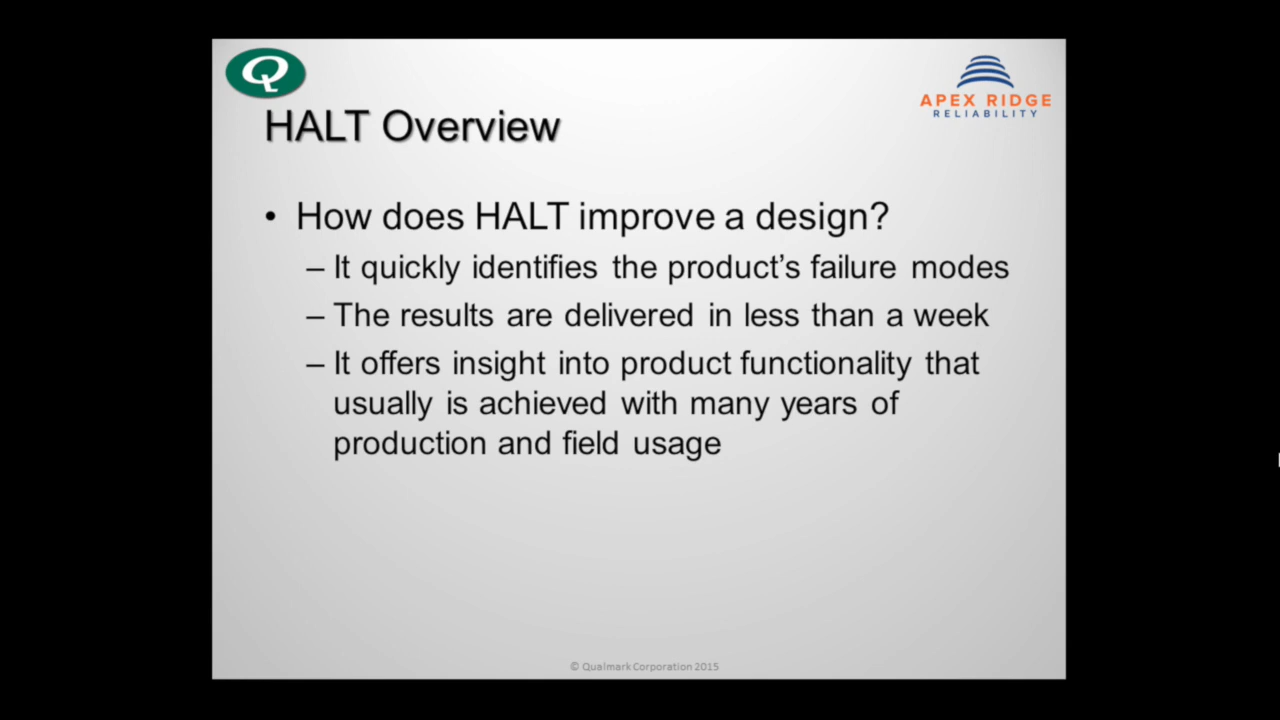 Q
APEX RIDGE
RELIABILITY
HALT Overview
• How does HALT improve a design?
– It quickly identifies the product’s failure modes
– The results are delivered in less than a week
– It offers insight into product functionality that
usually is achieved with many years of
production and field usage
© Qualmark Corporation 2015